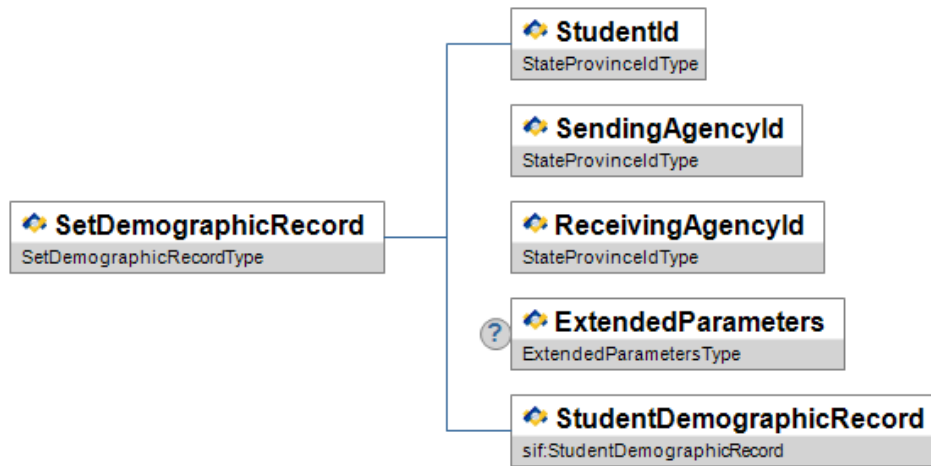 StudentId
StateProvinceIdType
SendingAgencyId
StateProvinceIdType
SetDemographicRecord
SetDemographicRecordType
ReceivingAgencyId
StateProvinceIdType
?
ExtendedParameters
ExtendedParametersType
StudentDemographicRecord
sif:StudentDemographicRecord